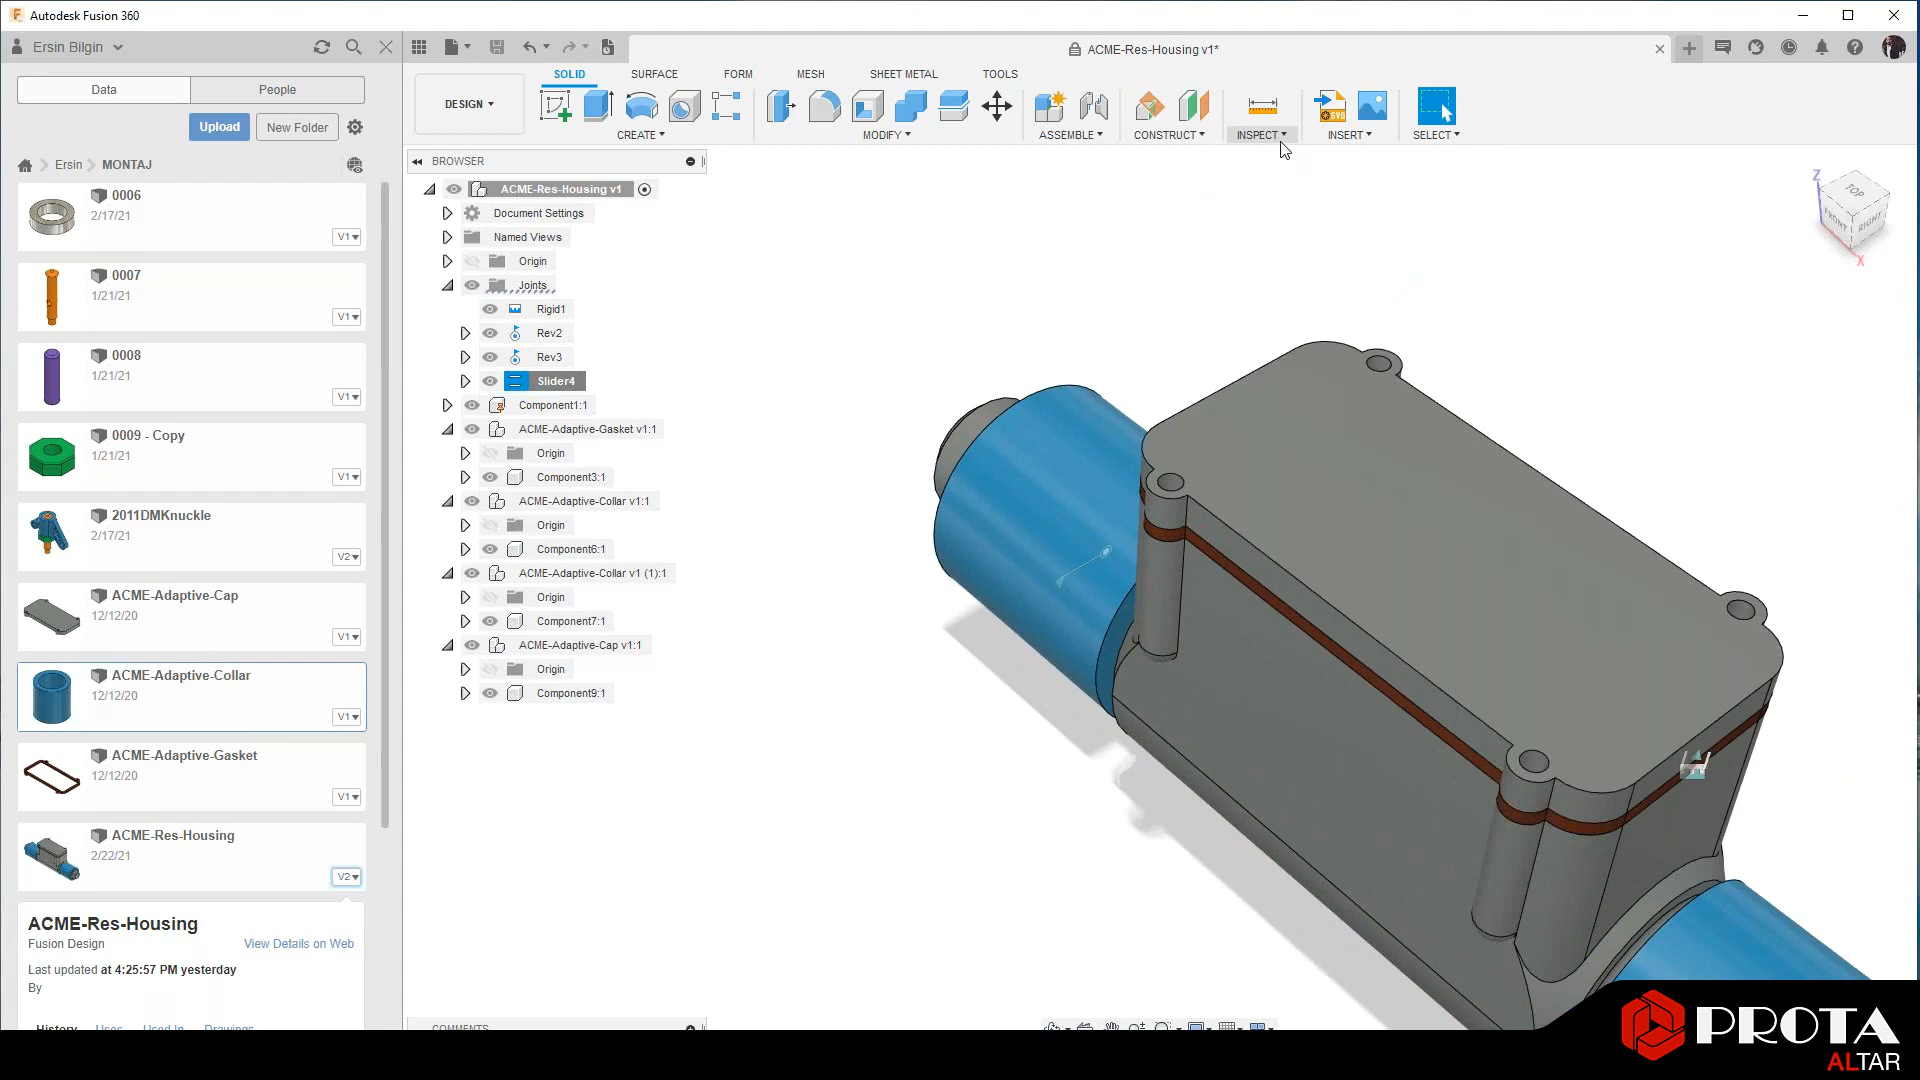 Autodesk Fusion 360
Ersin Bilgin
ACME-Res-Housing v1*
Data
People
Upload
New Folder
Ersin
MONTAJ
0006
2/17/21
V1
0007
1/21/21
V1
0008
1/21/21
V1
0009 - Copy
1/21/21
V1
2011DMKnuckle
2/17/21
V2
ACME-Adaptive-Cap
12/12/20
V1
ACME-Adaptive-Collar
12/12/20
V1
ACME-Adaptive-Gasket
12/12/20
V1
ACME-Res-Housing
2/22/21
V2
ACME-Res-Housing
Fusion Design
View Details on Web
Last updated at 4:25:57 PM yesterday
By
History Uses Used In Drawings
SOLID SURFACE FORM MESH SHEET METAL TOOLS
DESIGN
CREATE MODIFY ASSEMBLE CONSTRUCT INSPECT INSERT SELECT
SVG
BROWSER
ACME-Res-Housing v1
Document Settings
Named Views
Origin
Joints
Rigid1
Rev2
Rev3
Slider4
Component1:1
ACME-Adaptive-Gasket v1:1
Origin
Component3:1
ACME-Adaptive-Collar v1:1
Origin
Component6:1
ACME-Adaptive-Collar v1 (1):1
Origin
Component7:1
ACME-Adaptive-Cap v1:1
Origin
Component9:1
COMMENTS
Z
TOP
FRONT
RIGHT
X
PROTA
ALTAR